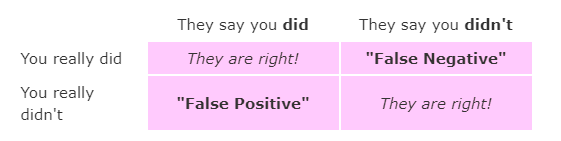 They say you did They say you didn't
You really did They are right! "False Negative"
You really
didn't "False Positive" They are right!